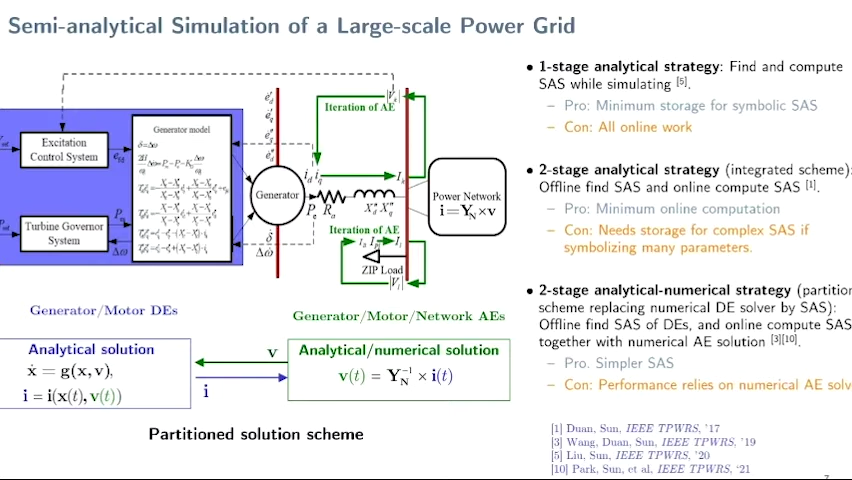 Semi-analytical Simulation of a Large-scale Power Grid
Iteration of AE
Generator model
Excitation
Control System
Turbine Governor
System
Generator
Power Network
i=Y_N×v
Iteration of AE
ZIP Load
Generator/Motor DEs
Generator/Motor/Network AEs
Analytical solution
ẋ = g(x, v),
i = i(x(t), v(t))
v
i
Analytical/numerical solution
v(t) = Y_N^-1 × i(t)
Partitioned solution scheme
• 1-stage analytical strategy: Find and compute
SAS while simulating [5].
– Pro: Minimum storage for symbolic SAS
– Con: All online work
• 2-stage analytical strategy (integrated scheme):
Offline find SAS and online compute SAS [1].
– Pro: Minimum online computation
– Con: Needs storage for complex SAS if
symbolizing many parameters.
• 2-stage analytical-numerical strategy (partition
scheme replacing numerical DE solver by SAS):
Offline find SAS of DEs, and online compute SAS
together with numerical AE solution [3][10].
– Pro. Simpler SAS
– Con: Performance relies on numerical AE solv
[1] Duan, Sun, IEEE TPWRS, '17
[3] Wang, Duan, Sun, IEEE TPWRS, '19
[5] Liu, Sun, IEEE TPWRS, '20
[10] Park, Sun, et al, IEEE TPWRS, '21